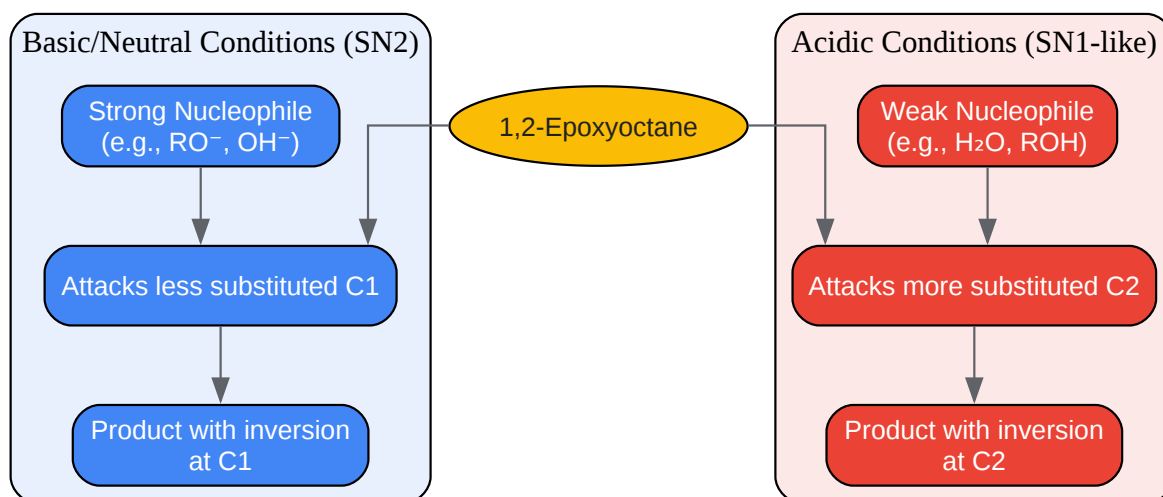 Basic/Neutral Conditions (SN2)
Strong Nucleophile
(e.g., RO⁻, OH⁻)
Attacks less substituted C1
Product with inversion
at C1
1,2-Epoxyoctane
Acidic Conditions (SN1-like)
Weak Nucleophile
(e.g., H₂O, ROH)
Attacks more substituted C2
Product with inversion
at C2